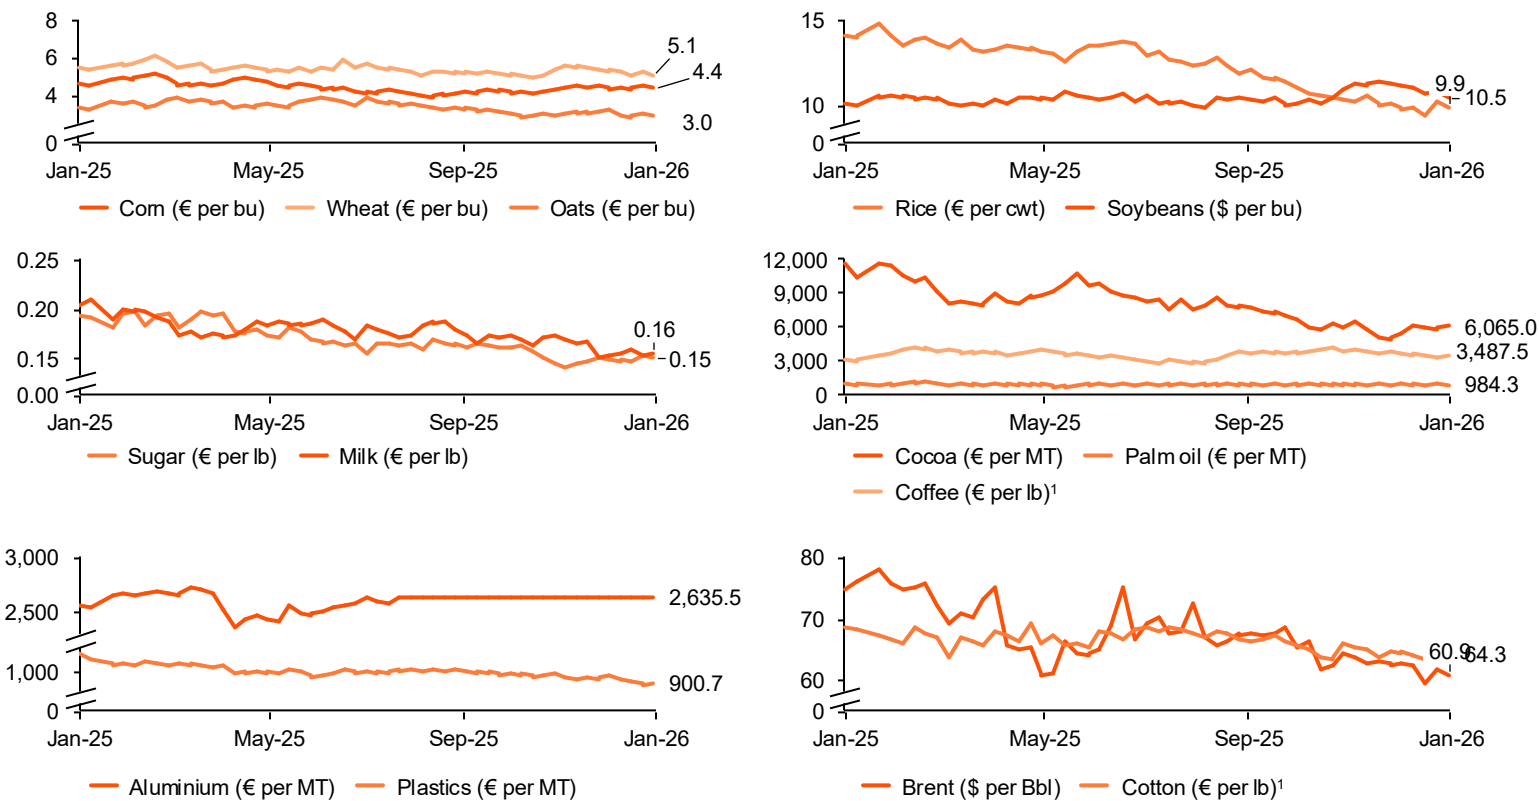 8
6
4
0
5.1
4.4
3.0
Jan-25 May-25 Sep-25 Jan-26
Corn (€ per bu) Wheat (€ per bu) Oats (€ per bu)
15
10
0
9.9
10.5
Jan-25 May-25 Sep-25 Jan-26
Rice (€ per cwt) Soybeans ($ per bu)
0.25
0.20
0.15
0.00
0.16
0.15
Jan-25 May-25 Sep-25 Jan-26
Sugar (€ per lb) Milk (€ per lb)
12,000
9,000
6,000
3,000
0
6,065.0
3,487.5
984.3
Jan-25 May-25 Sep-25 Jan-26
Cocoa (€ per MT) Palm oil (€ per MT)
Coffee (€ per lb)¹
3,000
2,500
1,000
0
2,635.5
900.7
Jan-25 May-25 Sep-25 Jan-26
Aluminium (€ per MT) Plastics (€ per MT)
80
70
60
0
60.9
64.3
Jan-25 May-25 Sep-25 Jan-26
Brent ($ per Bbl) Cotton (€ per lb)¹